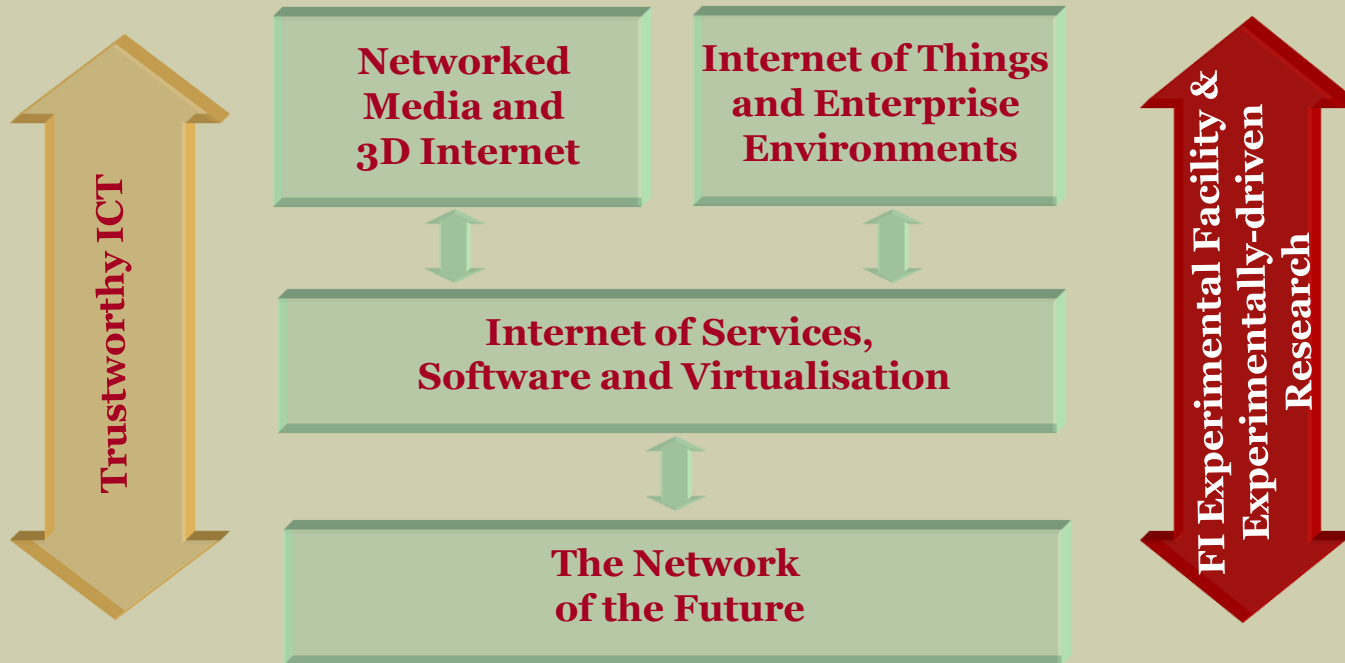 Trustworthy ICT
Networked
Media and
3D Internet
Internet of Things
and Enterprise
Environments
Internet of Services,
Software and Virtualisation
The Network
of the Future
FI Experimental Facility &
Experimentally-driven
Research